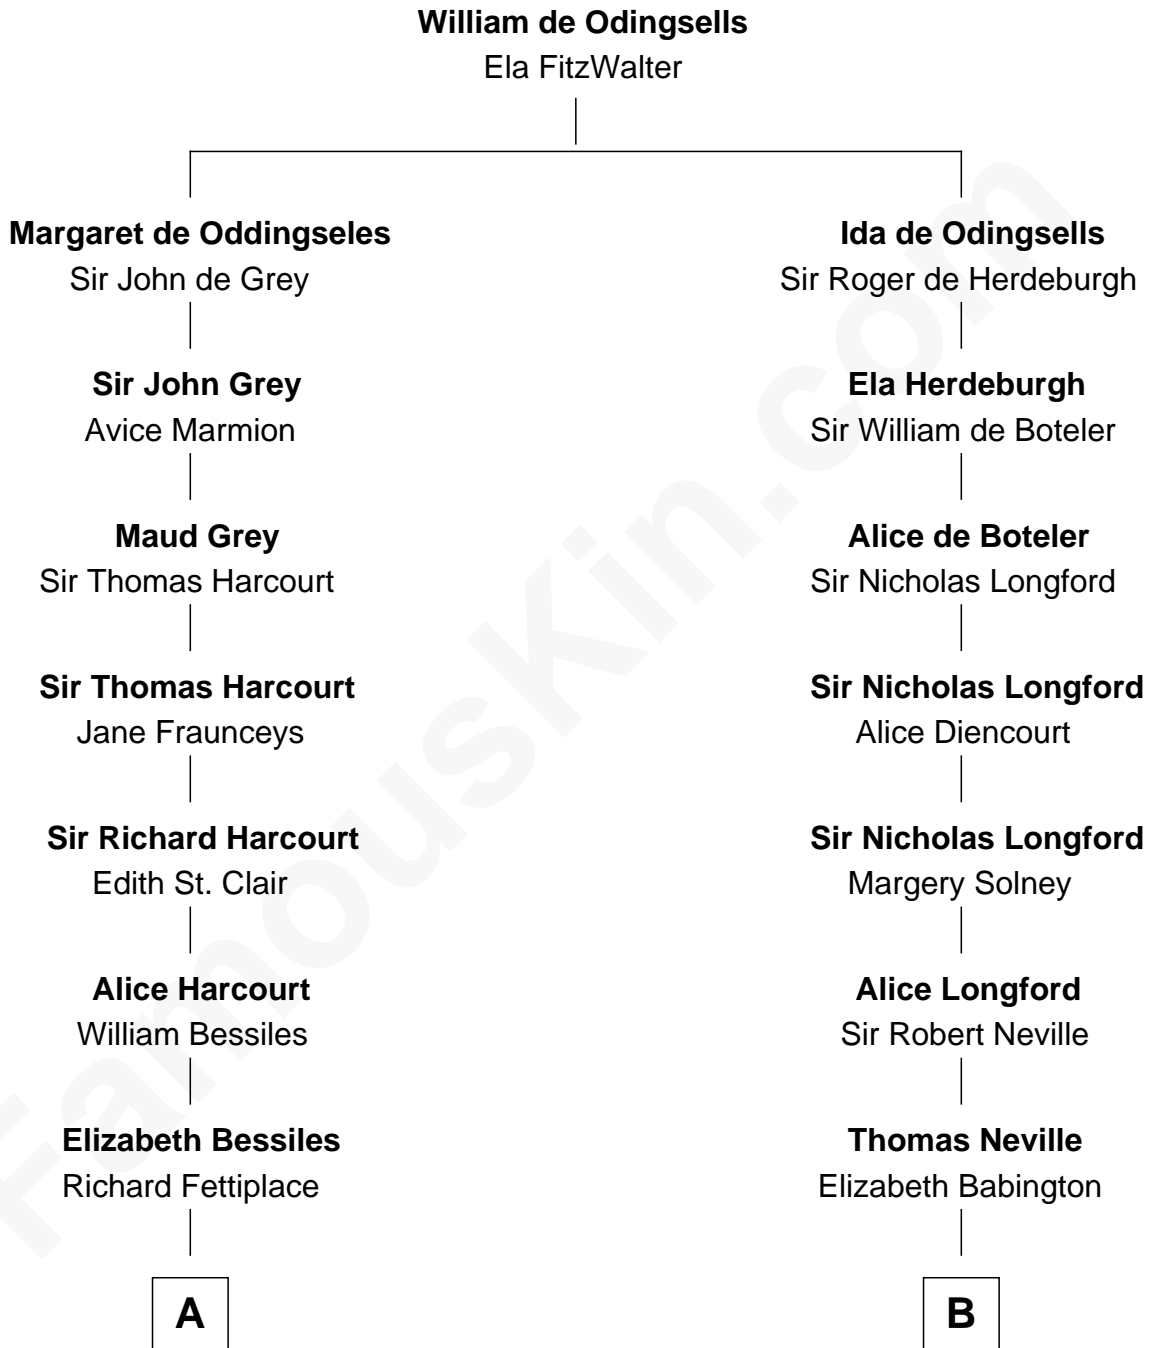 William de Odingsells
Ela FitzWalter
Margaret de Oddingseles
Sir John de Grey
Ida de Odingsells
Sir Roger de Herdeburgh
Sir John Grey
Avice Marmion
Ela Herdeburgh
Sir William de Boteler
Maud Grey
Sir Thomas Harcourt
Alice de Boteler
Sir Nicholas Longford
Sir Thomas Harcourt
Jane Fraunceys
Sir Nicholas Longford
Alice Diencourt
Sir Richard Harcourt
Edith St. Clair
Sir Nicholas Longford
Margery Solney
Alice Harcourt
William Bessiles
Alice Longford
Sir Robert Neville
Elizabeth Bessiles
Richard Fettiplace
Thomas Neville
Elizabeth Babington
A
B
FamousKin.com